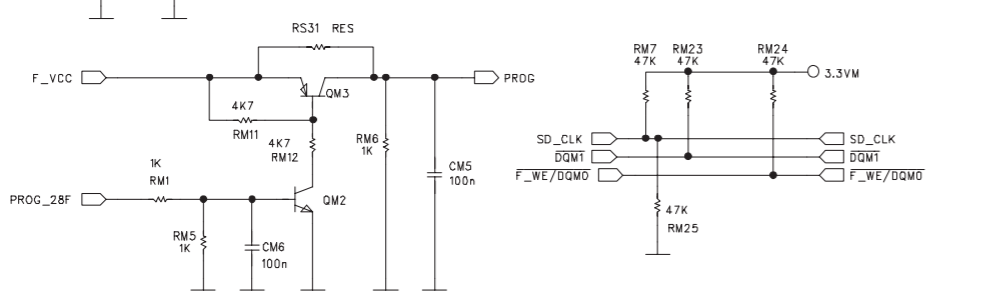 RS31 RES
F_VCC
QM3
PROG
4K7
RM11
4K7
RM12
RM6
1K
CM5
100n
1K
RM1
PROG_28F
QM2
RM5
1K
CM6
100n
RM7
47K
RM23
47K
RM24
47K
3.3VM
SD_CLK
SD_CLK
DQM1
DQM1
F_WE/DQM0
F_WE/DQM0
47K
RM25